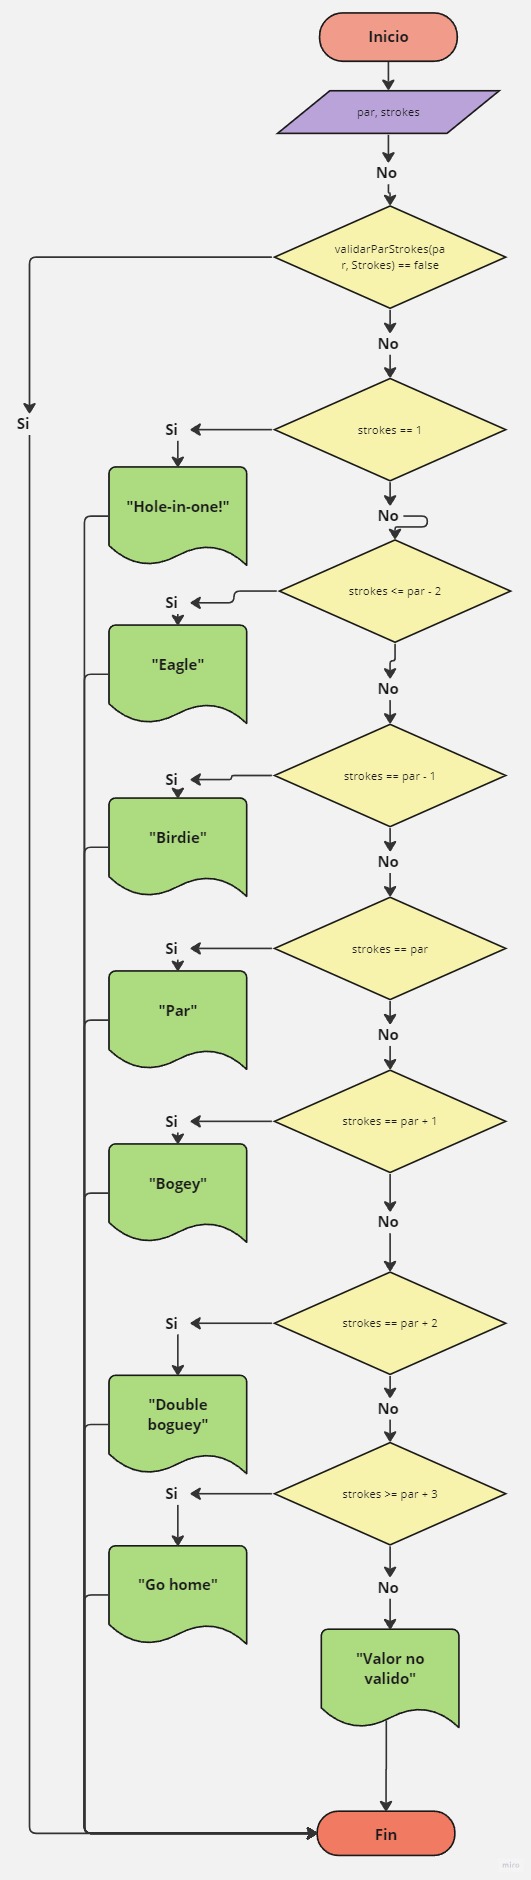 Inicio
par, strokes
No
validarParStrokes(pa
r, Strokes) == false
No
Si
strokes == 1
Si
"Hole-in-one!"
No
strokes <= par - 2
Si
"Eagle"
No
strokes == par - 1
Si
"Birdie"
No
strokes == par
Si
"Par"
No
strokes == par + 1
Si
"Bogey"
No
strokes == par + 2
Si
"Double
boguey"
No
strokes >= par + 3
Si
"Go home"
No
"Valor no
valido"
Fin
miro